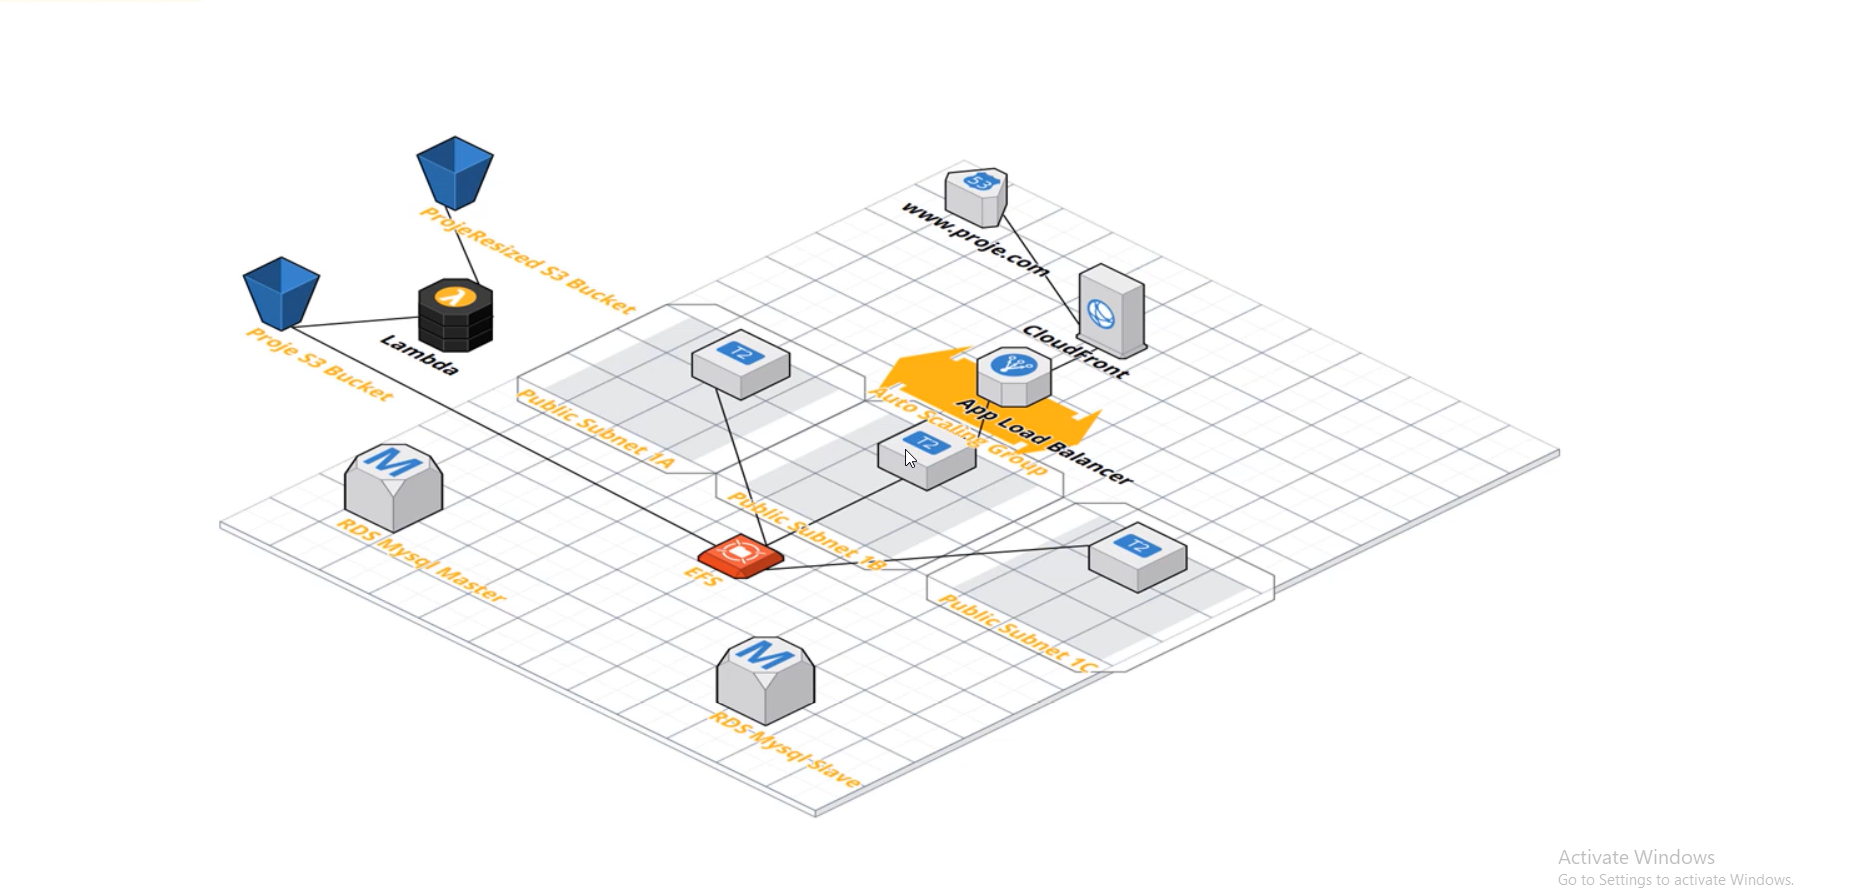 53
www.proje.com
ProjeResized S3 Bucket
CloudFront
Proje S3 Bucket
Lambda
T2
Public Subnet 1A
Auto Scaling Group
App Load Balancer
T2
Public Subnet 1B
M
RDS Mysql Master
EFS
T2
Public Subnet 1C
M
RDS Mysql Slave
Activate Windows
Go to Settings to activate Windows.